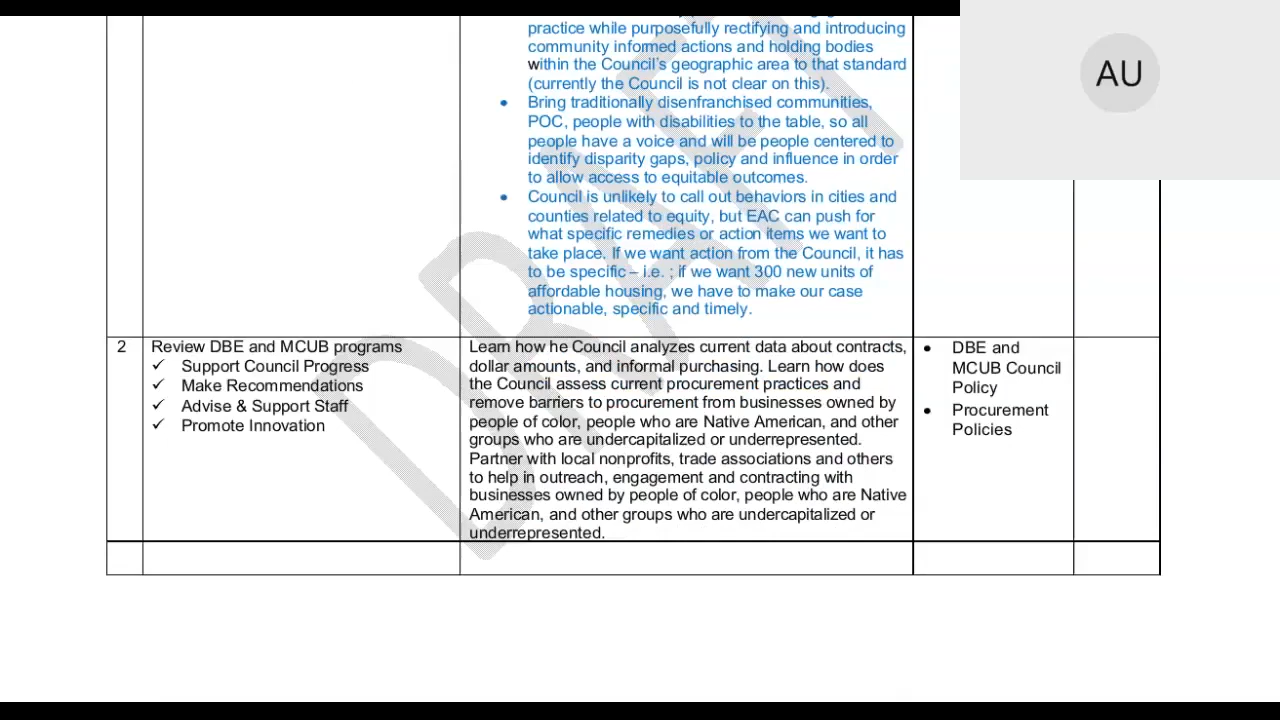 practice while purposefully rectifying and introducing
community informed actions and holding bodies
within the Council's geographic area to that standard
(currently the Council is not clear on this).
• Bring traditionally disenfranchised communities,
POC, people with disabilities to the table, so all
people have a voice and will be people centered to
identify disparity gaps, policy and influence in order
to allow access to equitable outcomes.
• Council is unlikely to call out behaviors in cities and
counties related to equity, but EAC can push for
what specific remedies or action items we want to
take place. If we want action from the Council, it has
to be specific – i.e. ; if we want 300 new units of
affordable housing, we have to make our case
actionable, specific and timely.
2
Review DBE and MCUB programs
✓ Support Council Progress
✓ Make Recommendations
✓ Advise & Support Staff
✓ Promote Innovation
Learn how he Council analyzes current data about contracts,
dollar amounts, and informal purchasing. Learn how does
the Council assess current procurement practices and
remove barriers to procurement from businesses owned by
people of color, people who are Native American, and other
groups who are undercapitalized or underrepresented.
Partner with local nonprofits, trade associations and others
to help in outreach, engagement and contracting with
businesses owned by people of color, people who are Native
American, and other groups who are undercapitalized or
underrepresented.
• DBE and
MCUB Council
Policy
• Procurement
Policies
DRAFT
AU